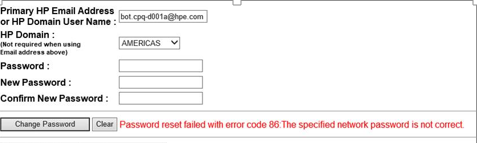 Primary HP Email Address
or HP Domain User Name :
bot.cpq-d001a@hpe.com
HP Domain :
(Not required when using
Email address above)
AMERICAS
Password :
New Password :
Confirm New Password :
Change Password Clear Password reset failed with error code 86:The specified network password is not correct.